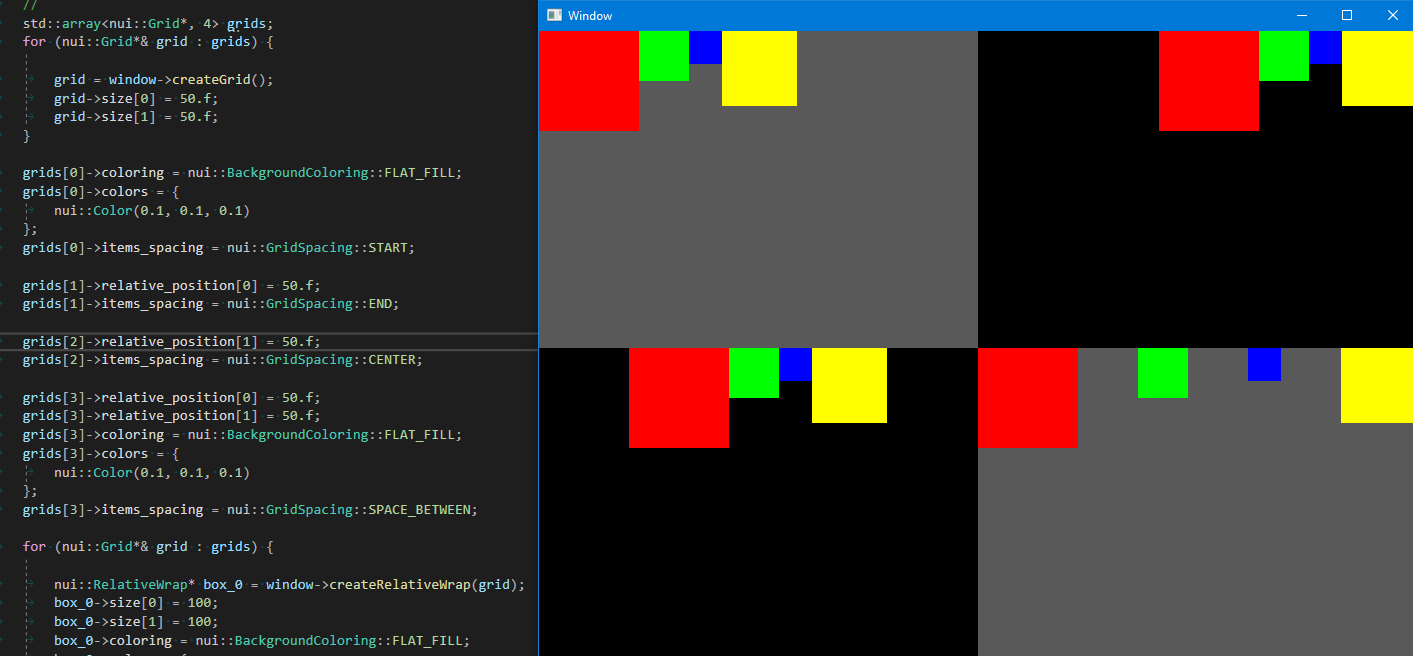 //
std::array<nui::Grid*, 4> grids;
for (nui::Grid*& grid : grids) {
grid = window->createGrid();
grid->size[0] = 50.f;
grid->size[1] = 50.f;
}
grids[0]->coloring = nui::BackgroundColoring::FLAT_FILL;
grids[0]->colors = {
nui::Color(0.1, 0.1, 0.1)
};
grids[0]->items_spacing = nui::GridSpacing::START;
grids[1]->relative_position[0] = 50.f;
grids[1]->items_spacing = nui::GridSpacing::END;
grids[2]->relative_position[1] = 50.f;
grids[2]->items_spacing = nui::GridSpacing::CENTER;
grids[3]->relative_position[0] = 50.f;
grids[3]->relative_position[1] = 50.f;
grids[3]->coloring = nui::BackgroundColoring::FLAT_FILL;
grids[3]->colors = {
nui::Color(0.1, 0.1, 0.1)
};
grids[3]->items_spacing = nui::GridSpacing::SPACE_BETWEEN;
for (nui::Grid*& grid : grids) {
nui::RelativeWrap* box_0 = window->createRelativeWrap(grid);
box_0->size[0] = 100;
box_0->size[1] = 100;
box_0->coloring = nui::BackgroundColoring::FLAT_FILL;
Window